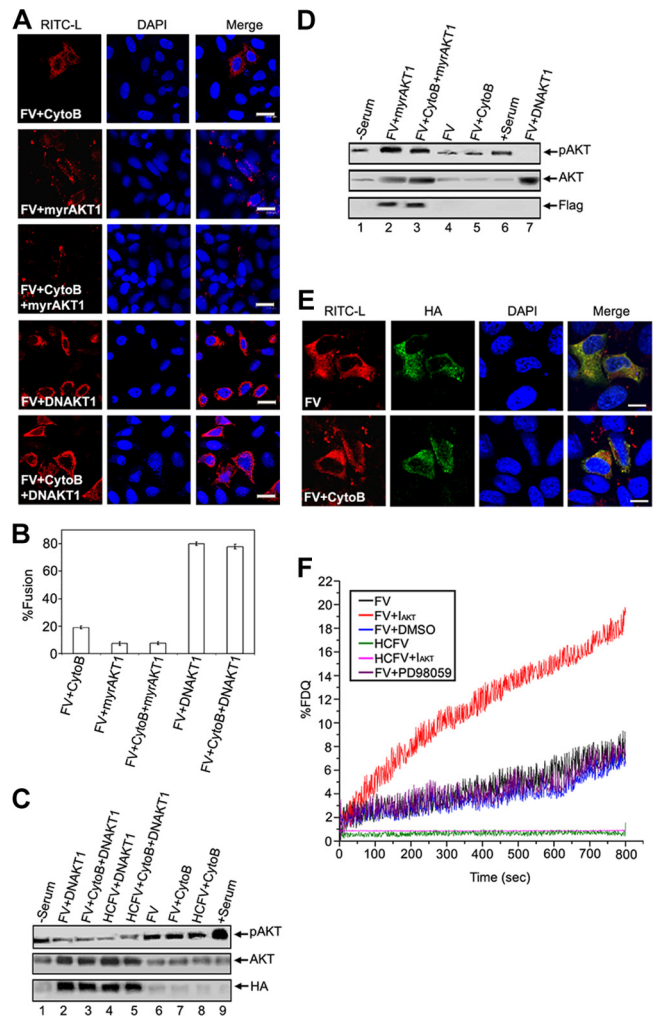 A
RITC-L DAPI Merge
FV+CytoB
FV+myrAKT1
FV+CytoB
+myrAKT1
FV+DNAKT1
FV+CytoB
+DNAKT1
B
%Fusion
80
60
40
20
0
FV+CytoB
FV+myrAKT1
FV+CytoB+myrAKT1
FV+DNAKT1
FV+CytoB+DNAKT1
C
-Serum
FV+DNAKT1
FV+CytoB+DNAKT1
HCFV+DNAKT1
HCFV+CytoB+DNAKT1
FV
FV+CytoB
HCFV+CytoB
+Serum
pAKT
AKT
HA
1 2 3 4 5 6 7 8 9
D
-Serum
FV+myrAKT1
FV+CytoB+myrAKT1
FV
FV+CytoB
+Serum
FV+DNAKT1
pAKT
AKT
Flag
1 2 3 4 5 6 7
E
RITC-L HA DAPI Merge
FV
FV+CytoB
F
%FDQ
22
20
18
16
14
12
10
8
6
4
2
0
FV
FV+IAKT
FV+DMSO
HCFV
HCFV+IAKT
FV+PD98059
0 100 200 300 400 500 600 700 800
Time (sec)